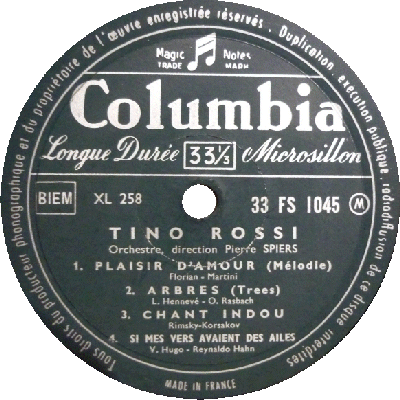 Tous droits du producteur phonographique et du propriétaire de l'œuvre enregistrée réservés. Duplication, exécution publique, radiodiffusion de ce disque interdites
Magic Notes
TRADE MARK
Columbia
Longue Durée 33⅓ Microsillon
BIEM XL 258 33 FS 1045 M
TINO ROSSI
Orchestre, direction Pierre SPIERS
1. PLAISIR D'AMOUR (Mélodie)
Florian - Martini
2. ARBRES (Trees)
L. Hennevé - O. Rasbach
3. CHANT INDOU
Rimsky-Korsakov
4. SI MES VERS AVAIENT DES AILES
V. Hugo - Reynaldo Hahn
MADE IN FRANCE